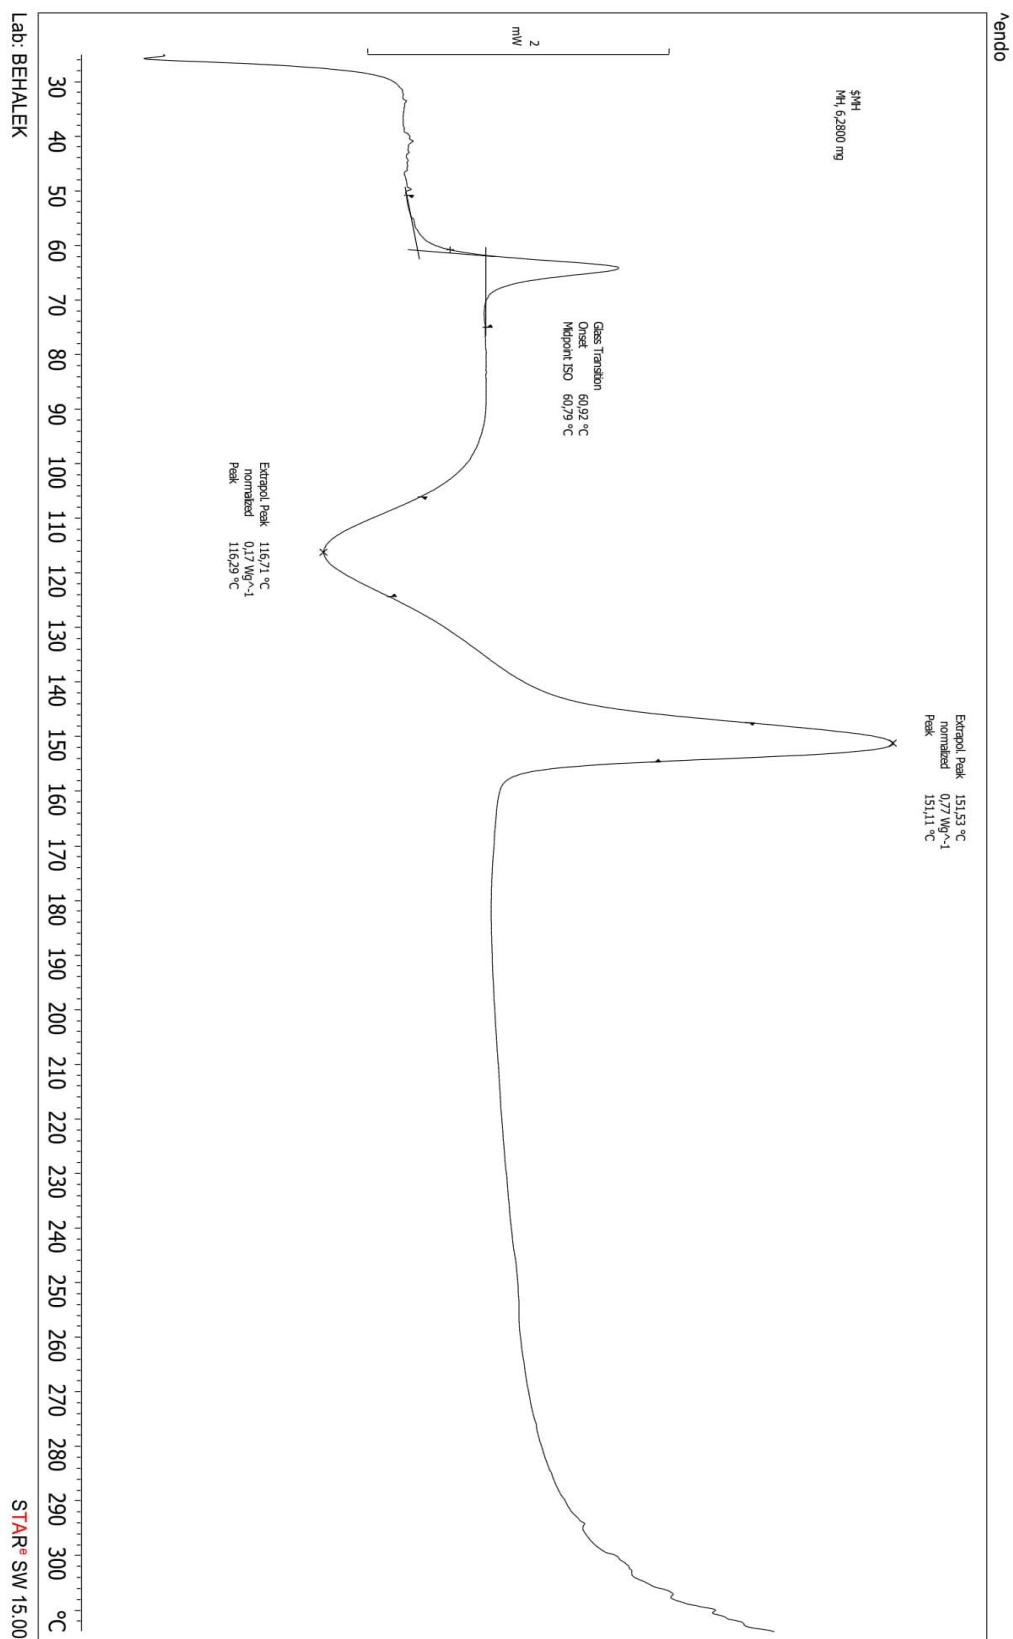 ^endo
$MH
MH, 6,2800 mg
2
mW
Glass Transition
Onset 60,92 °C
Midpoint ISO 60,79 °C
Extrapol. Peak 116,71 °C
normalized 0,17 Wg^-1
Peak 116,29 °C
Extrapol. Peak 151,53 °C
normalized 0,77 Wg^-1
Peak 151,11 °C
30 40 50 60 70 80 90 100 110 120 130 140 150 160 170 180 190 200 210 220 230 240 250 260 270 280 290 300 °C
Lab: BEHALEK STARe SW 15.00